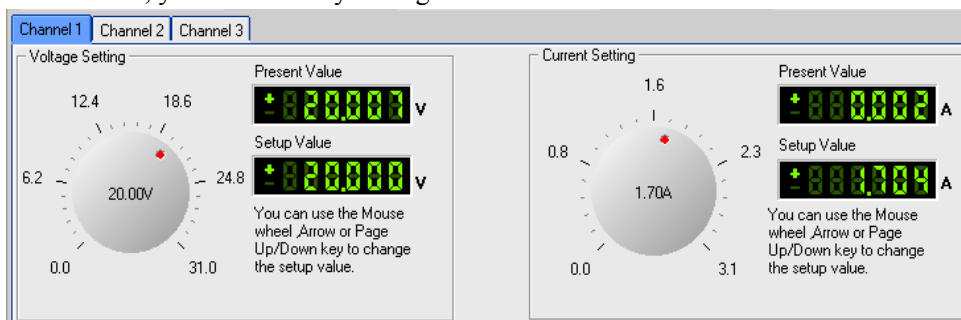 Channel 1 Channel 2 Channel 3
Voltage Setting
Present Value
20.007 V
Setup Value
20.000 V
You can use the Mouse
wheel ,Arrow or Page
Up/Down key to change
the setup value.
0.0
6.2
12.4
18.6
24.8
31.0
20.00V
Current Setting
Present Value
0.002 A
Setup Value
1.704 A
You can use the Mouse
wheel ,Arrow or Page
Up/Down key to change
the setup value.
0.0
0.8
1.6
2.3
3.1
1.70A